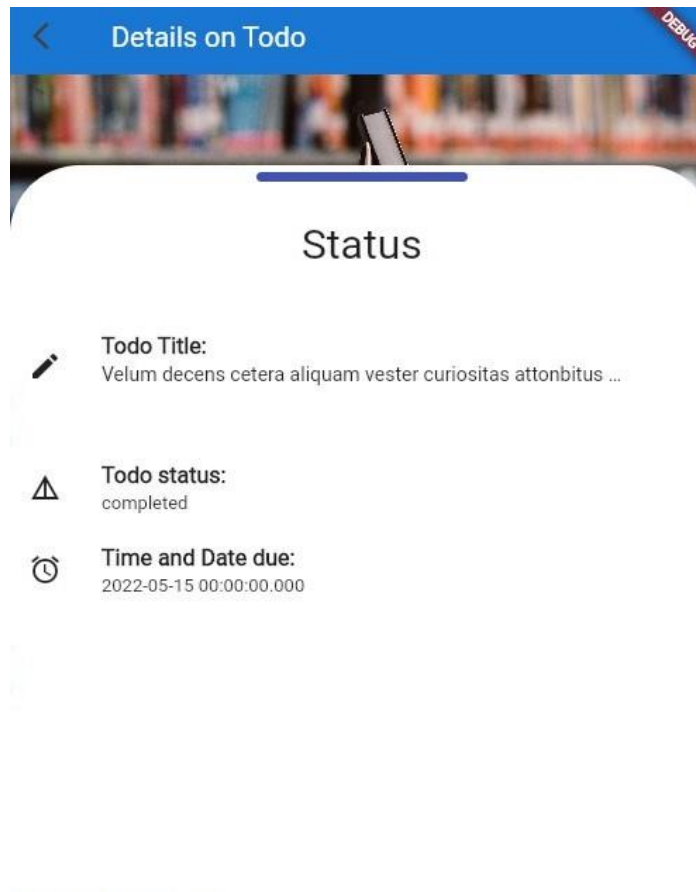 Details on Todo
DEBUG
Status
Todo Title:
Velum decens cetera aliquam vester curiositas attonbitus ...
Todo status:
completed
Time and Date due:
2022-05-15 00:00:00.000